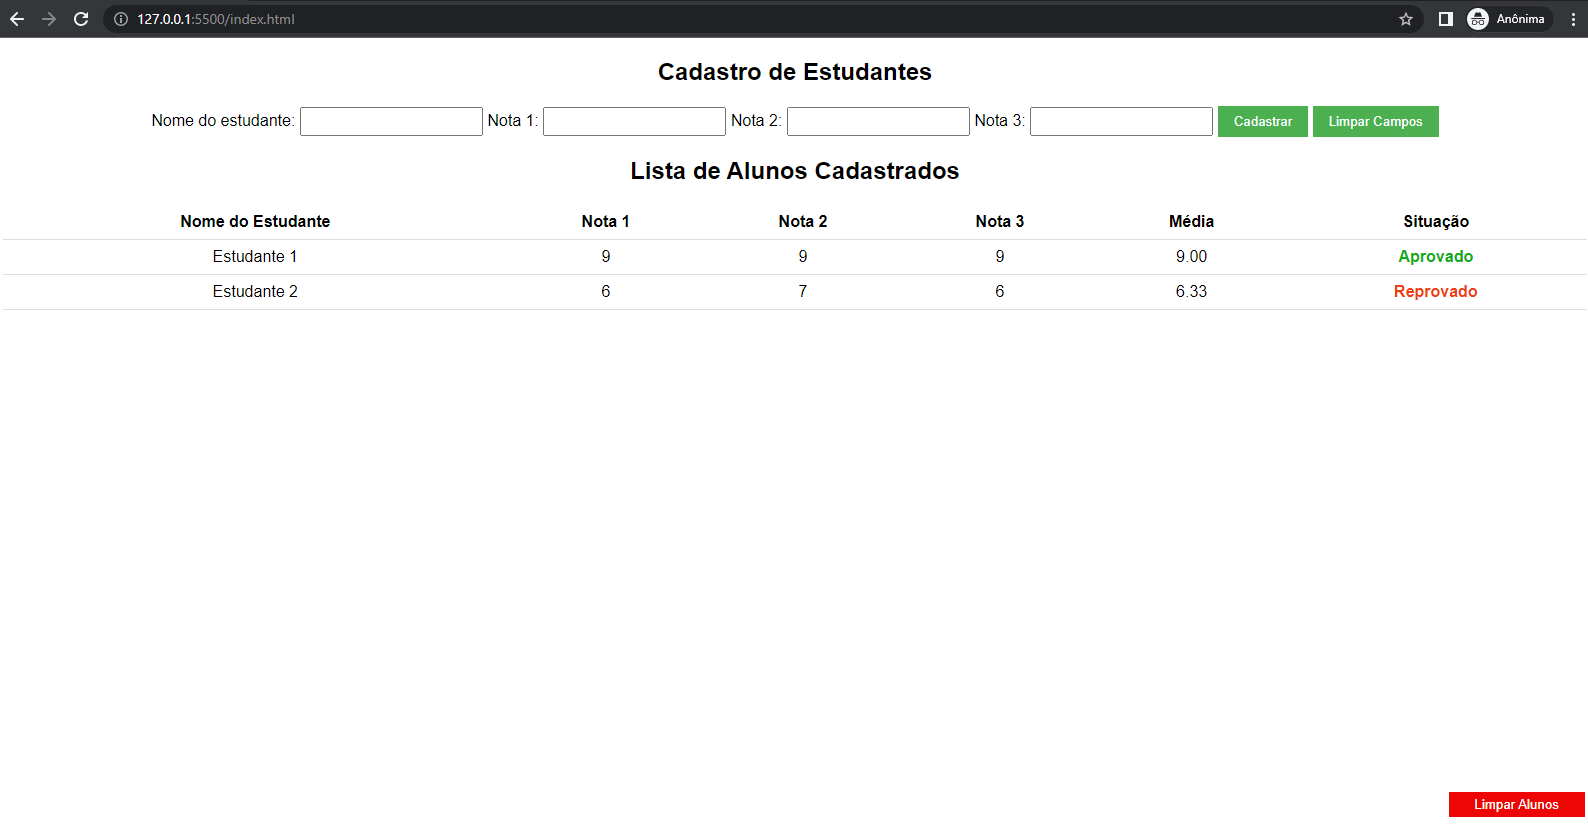 127.0.0.1:5500/index.html Anônima
Cadastro de Estudantes
Nome do estudante: Nota 1: Nota 2: Nota 3: Cadastrar Limpar Campos
Lista de Alunos Cadastrados
Nome do Estudante Nota 1 Nota 2 Nota 3 Média Situação
Estudante 1 9 9 9 9.00 Aprovado
Estudante 2 6 7 6 6.33 Reprovado
Limpar Alunos